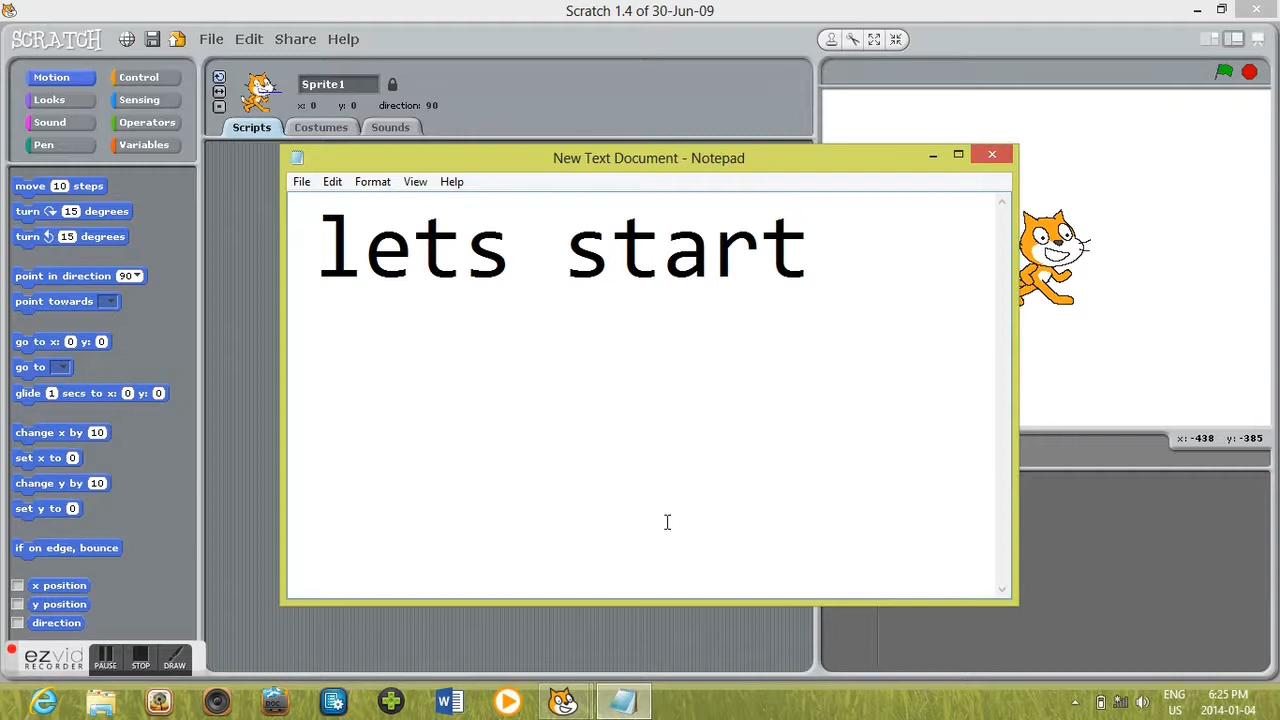 Scratch 1.4 of 30-Jun-09
SCRATCH File Edit Share Help
Motion Control
Looks Sensing
Sound Operators
Pen Variables
Sprite1
x: 0 y: 0 direction: 90
Scripts Costumes Sounds
move 10 steps
turn 15 degrees
turn 15 degrees
point in direction 90
point towards
go to x: 0 y: 0
go to
glide 1 secs to x: 0 y: 0
change x by 10
set x to 0
change y by 10
set y to 0
if on edge, bounce
x position
y position
direction
New Text Document - Notepad
File Edit Format View Help
lets start
x: -438 y: -385
ezvid
RECORDER
PAUSE STOP DRAW
DOC
W
ENG
US
6:25 PM
2014-01-04